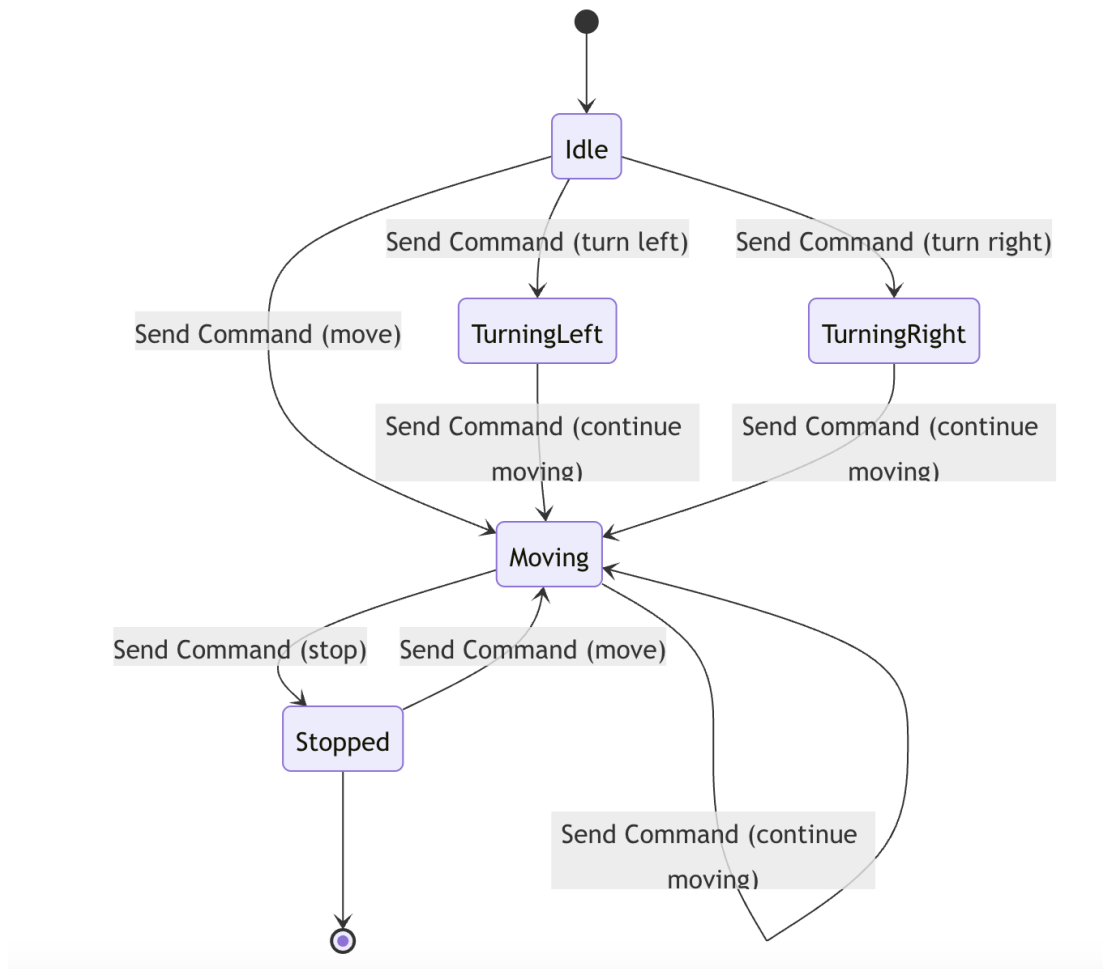 Idle
Send Command (turn left)
Send Command (turn right)
Send Command (move)
TurningLeft
TurningRight
Send Command (continue
moving)
Send Command (continue
moving)
Moving
Send Command (stop)
Send Command (move)
Stopped
Send Command (continue
moving)